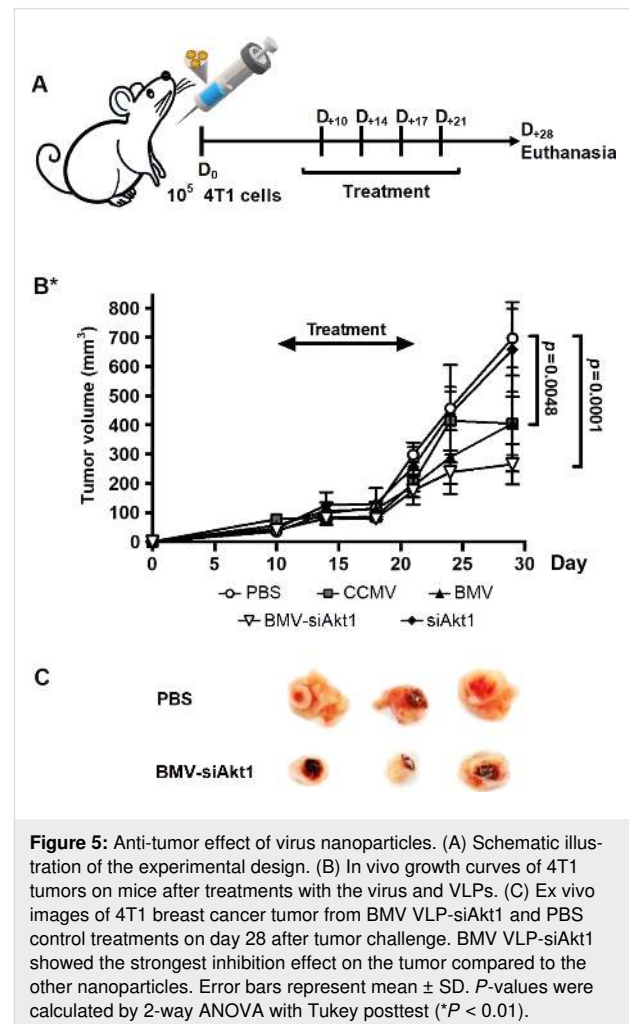 A
D+10 D+14 D+17 D+21
D+28
Euthanasia
D0
10⁵ 4T1 cells
Treatment
B*
Tumor volume (mm³)
800
700
600
500
400
300
200
100
0
Treatment
p=0.0048
p=0.0001
0 5 10 15 20 25 30 Day
PBS CCMV BMV
BMV-siAkt1 siAkt1
C
PBS
BMV-siAkt1
Figure 5: Anti-tumor effect of virus nanoparticles. (A) Schematic illus-
tration of the experimental design. (B) In vivo growth curves of 4T1
tumors on mice after treatments with the virus and VLPs. (C) Ex vivo
images of 4T1 breast cancer tumor from BMV VLP-siAkt1 and PBS
control treatments on day 28 after tumor challenge. BMV VLP-siAkt1
showed the strongest inhibition effect on the tumor compared to the
other nanoparticles. Error bars represent mean ± SD. P-values were
calculated by 2-way ANOVA with Tukey posttest (*P < 0.01).